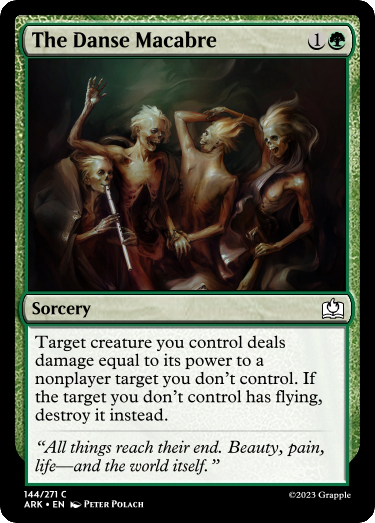 The Danse Macabre 1
Sorcery
Target creature you control deals
damage equal to its power to a
nonplayer target you don't control. If
the target you don't control has flying,
destroy it instead.
"All things reach their end. Beauty, pain,
life—and the world itself."
144/271 C
ARK • EN Peter Polach
©2023 Grapple